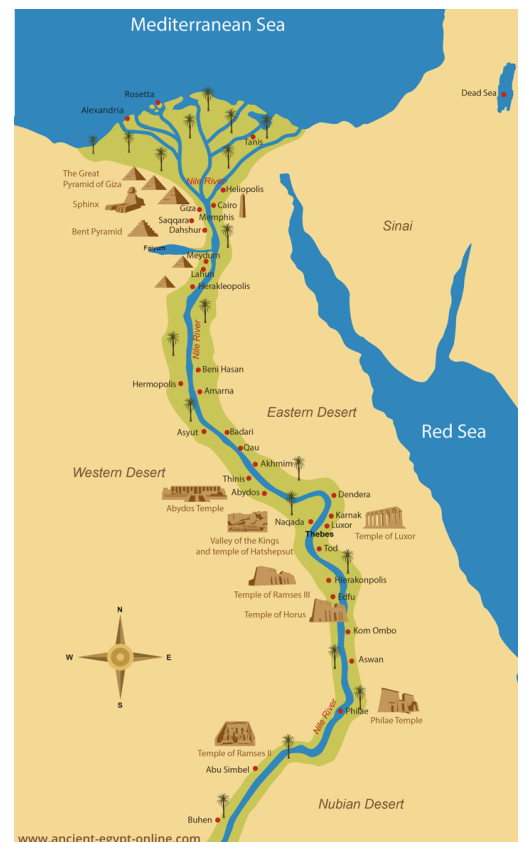 Mediterranean Sea
Rosetta
Alexandria
Dead Sea
Tanis
The Great
Pyramid of Giza
Nile River
Heliopolis
Sphinx
Giza
Cairo
Saqqara
Memphis
Bent Pyramid
Dahshur
Sinai
Faiyum
Meydum
Lahun
Herakleopolis
Nile River
Beni Hasan
Hermopolis
Amarna
Eastern Desert
Asyut
Badari
Red Sea
Qau
Akhmim
Western Desert
Thinis
Abydos
Dendera
Abydos Temple
Karnak
Naqada
Luxor
Thebes
Temple of Luxor
Valley of the Kings
and temple of Hatshepsut
Tod
Hierakonpolis
Temple of Ramses III
Edfu
Temple of Horus
N
Kom Ombo
W
E
Aswan
S
Philae
Nile River
Philae Temple
Temple of Ramses II
Abu Simbel
Nubian Desert
Buhen
www.ancient-egypt-online.com